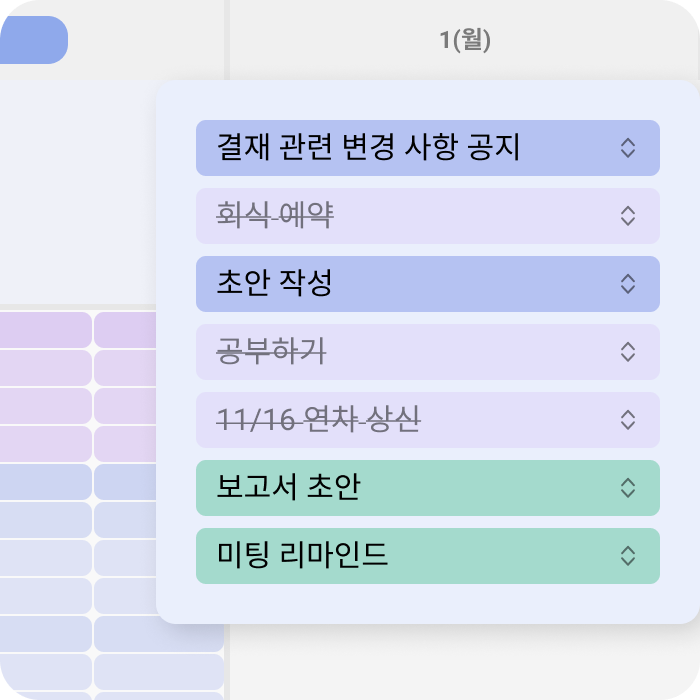 1(월)
결재 관련 변경 사항 공지
회식 예약
초안 작성
공부하기
11/16 연차 상신
보고서 초안
미팅 리마인드